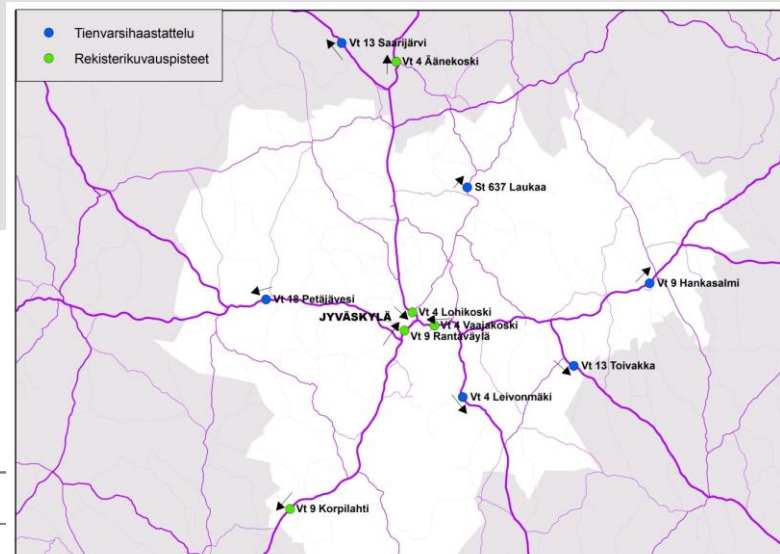 Tienvarsihaastattelu
Rekisterikuvauspisteet
Vt 13 Saarijärvi
Vt 4 Äänekoski
St 637 Laukaa
Vt 9 Hankasalmi
Vt 18 Petäjävesi
Vt 4 Lohikoski
JYVÄSKYLÄ
Vt 4 Vaajakoski
Vt 9 Rantaväylä
Vt 13 Toivakka
Vt 4 Leivonmäki
Vt 9 Korpilahti